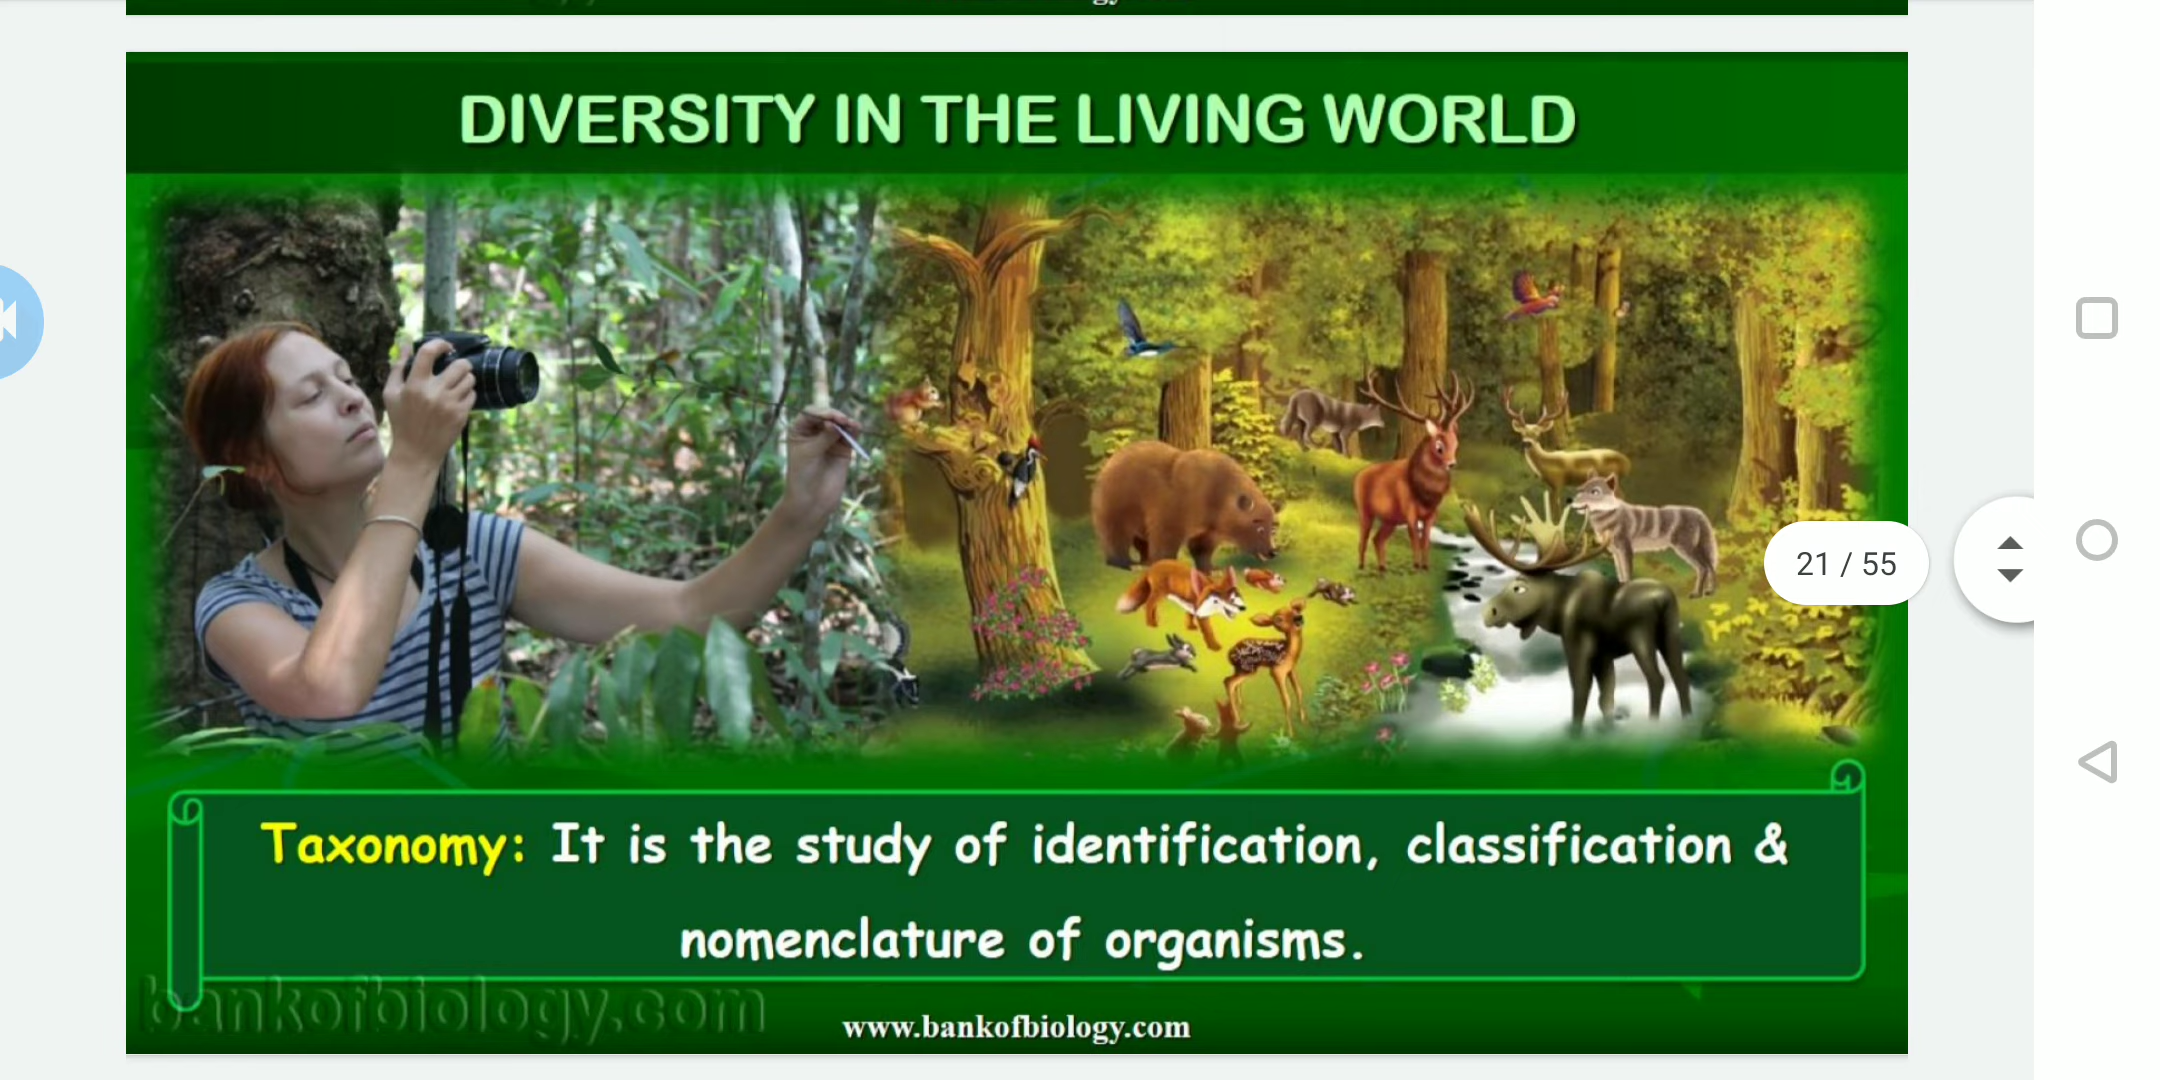 DIVERSITY IN THE LIVING WORLD
21 / 55
Taxonomy: It is the study of identification, classification &
nomenclature of organisms.
bankofbiology.com
www.bankofbiology.com